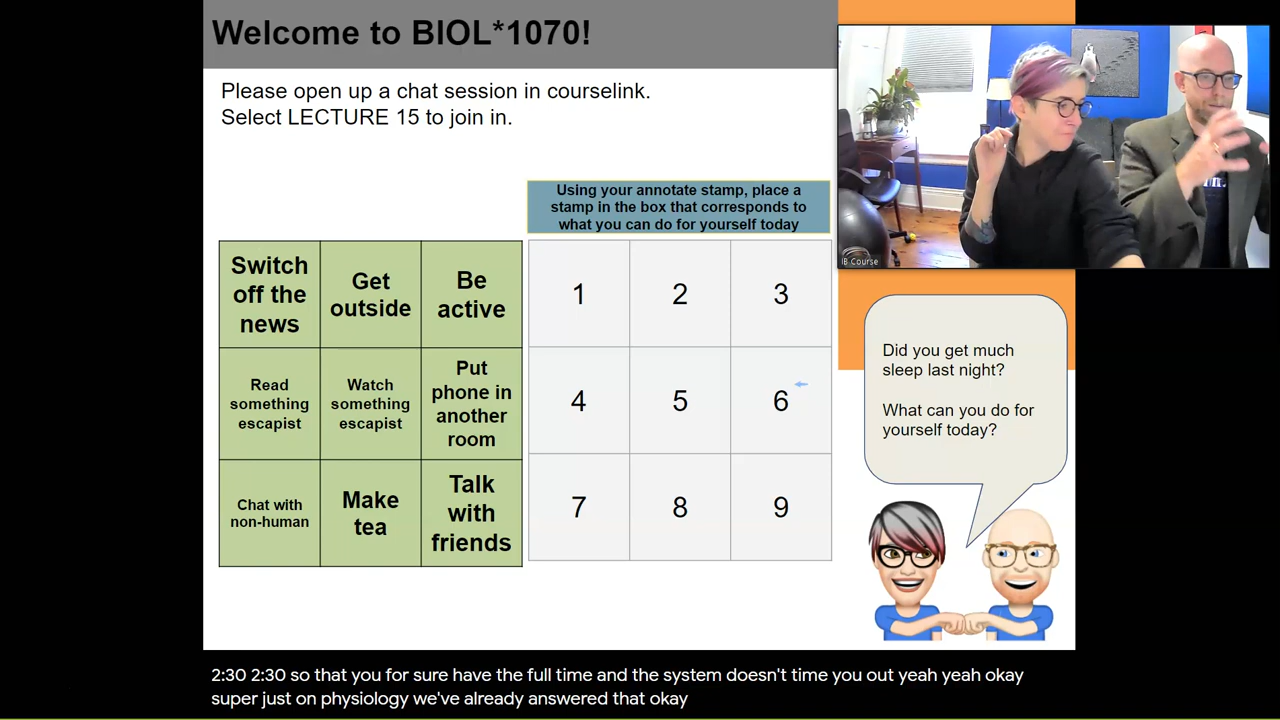 Welcome to BIOL*1070!
Please open up a chat session in courselink.
Select LECTURE 15 to join in.
Using your annotate stamp, place a
stamp in the box that corresponds to
what you can do for yourself today
Switch
off the
news
Get
outside
Be
active
Read
something
escapist
Watch
something
escapist
Put
phone in
another
room
Chat with
non-human
Make
tea
Talk
with
friends
1
2
3
4
5
6
7
8
9
IB Course
Did you get much
sleep last night?
What can you do for
yourself today?
2:30 2:30 so that you for sure have the full time and the system doesn't time you out yeah yeah okay
super just on physiology we've already answered that okay